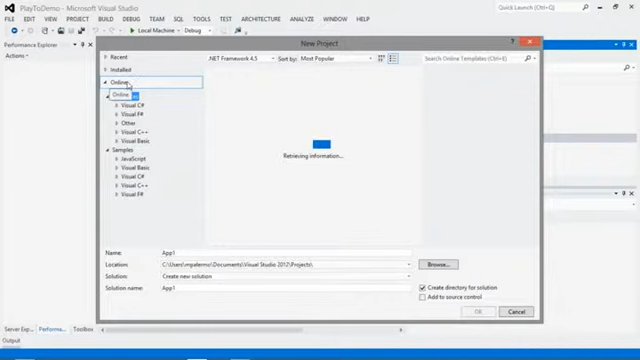 PlayToDemo - Microsoft Visual Studio
Quick Launch (Ctrl+Q)
FILE EDIT VIEW PROJECT BUILD DEBUG TEAM SQL TOOLS TEST ARCHITECTURE ANALYZE WINDOW HELP
Local Machine Debug
Performance Explorer
Actions
New Project
Recent
Installed
Online
Online
Visual C#
Visual F#
Other
Visual C++
Visual Basic
Samples
JavaScript
Visual Basic
Visual C#
Visual C++
Visual F#
.NET Framework 4.5 Sort by: Most Popular
Search Online Templates (Ctrl+E)
Retrieving information...
Name: App1
Location: C:\Users\mpalermo\Documents\Visual Studio 2012\Projects\
Browse...
Solution: Create new solution
Solution name: App1
Create directory for solution
Add to source control
OK Cancel
Server Exp... Performa... Toolbox
Output